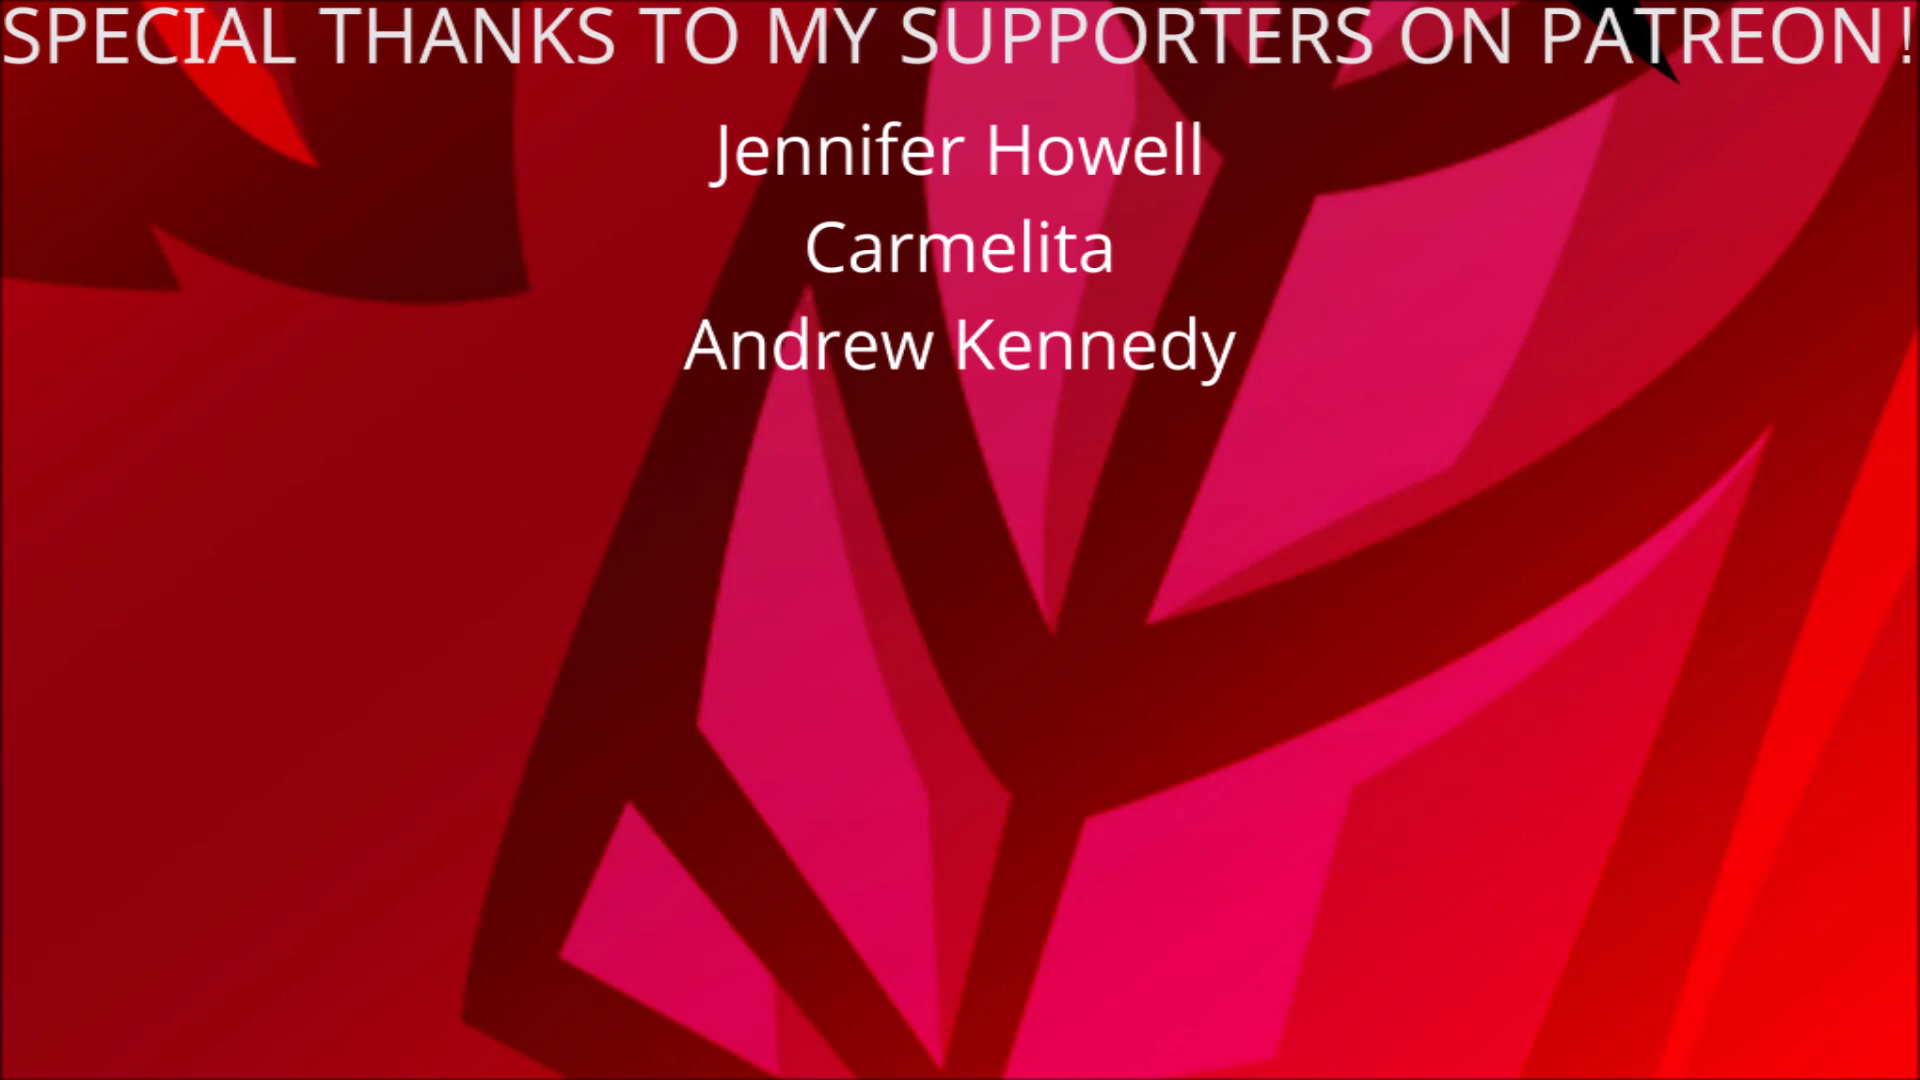 SPECIAL THANKS TO MY SUPPORTERS ON PATREON!
Jennifer Howell
Carmelita
Andrew Kennedy